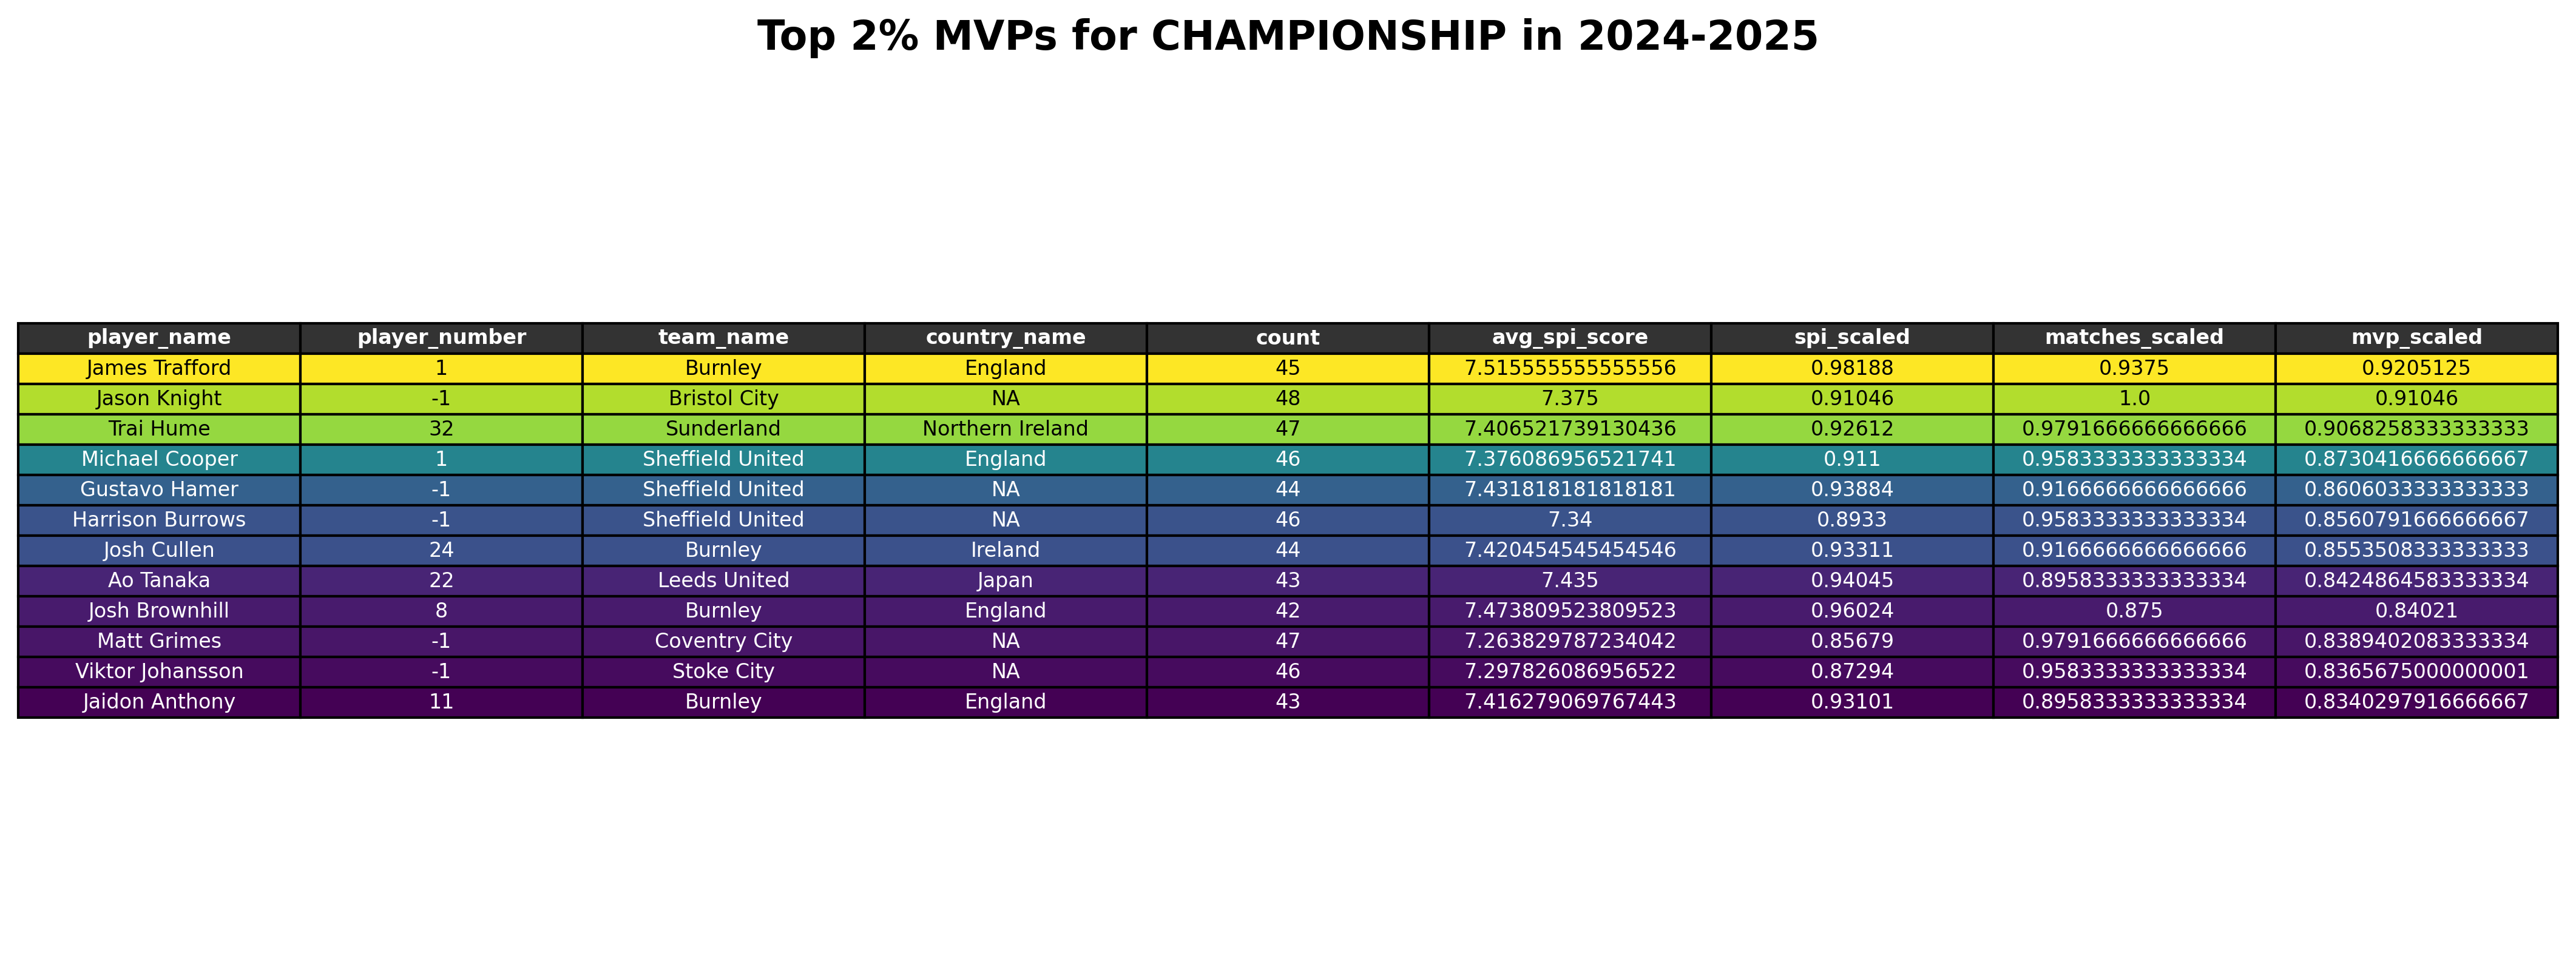 Top 2% MVPs for CHAMPIONSHIP in 2024-2025
player_name player_number team_name country_name count avg_spi_score spi_scaled matches_scaled mvp_scaled
James Trafford 1 Burnley England 45 7.515555555555556 0.98188 0.9375 0.9205125
Jason Knight -1 Bristol City NA 48 7.375 0.91046 1.0 0.91046
Trai Hume 32 Sunderland Northern Ireland 47 7.406521739130436 0.92612 0.9791666666666666 0.9068258333333333
Michael Cooper 1 Sheffield United England 46 7.376086956521741 0.911 0.9583333333333334 0.8730416666666667
Gustavo Hamer -1 Sheffield United NA 44 7.431818181818181 0.93884 0.9166666666666666 0.8606033333333333
Harrison Burrows -1 Sheffield United NA 46 7.34 0.8933 0.9583333333333334 0.8560791666666667
Josh Cullen 24 Burnley Ireland 44 7.420454545454546 0.93311 0.9166666666666666 0.8553508333333333
Ao Tanaka 22 Leeds United Japan 43 7.435 0.94045 0.8958333333333334 0.8424864583333334
Josh Brownhill 8 Burnley England 42 7.473809523809523 0.96024 0.875 0.84021
Matt Grimes -1 Coventry City NA 47 7.263829787234042 0.85679 0.9791666666666666 0.8389402083333334
Viktor Johansson -1 Stoke City NA 46 7.297826086956522 0.87294 0.9583333333333334 0.8365675000000001
Jaidon Anthony 11 Burnley England 43 7.416279069767443 0.93101 0.8958333333333334 0.8340297916666667